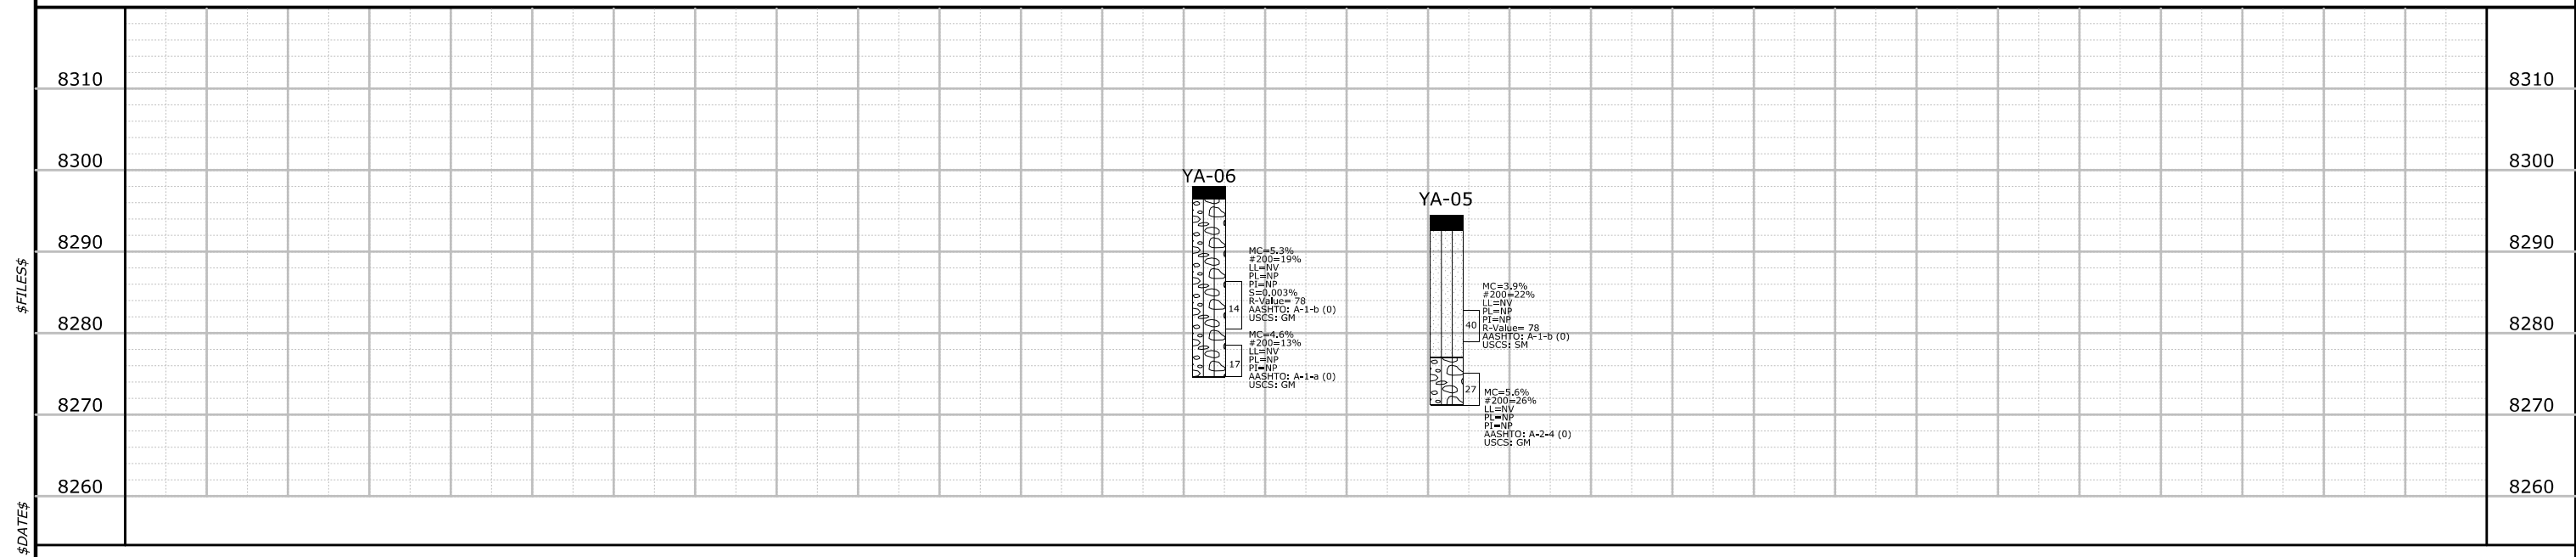 8310
8310
8300
8300
YA-06
YA-05
8290
8290
$FILES$
MC=5.3%
#200=19%
LL=NV
PL=NP
PI=NP
S=0.003%
R-Value= 78
AASHTO: A-1-b (0)
USCS: GM
14
MC=4.6%
#200=13%
LL=NV
PL=NP
PI=NP
AASHTO: A-1-a (0)
USCS: GM
17
MC=3.9%
#200=22%
LL=NV
PL=NP
PI=NP
R-Value= 78
AASHTO: A-1-b (0)
USCS: SM
40
8280
8280
27
MC=5.6%
#200=26%
LL=NV
PL=NP
PI=NP
AASHTO: A-2-4 (0)
USCS: GM
8270
8270
8260
8260
$DATE$